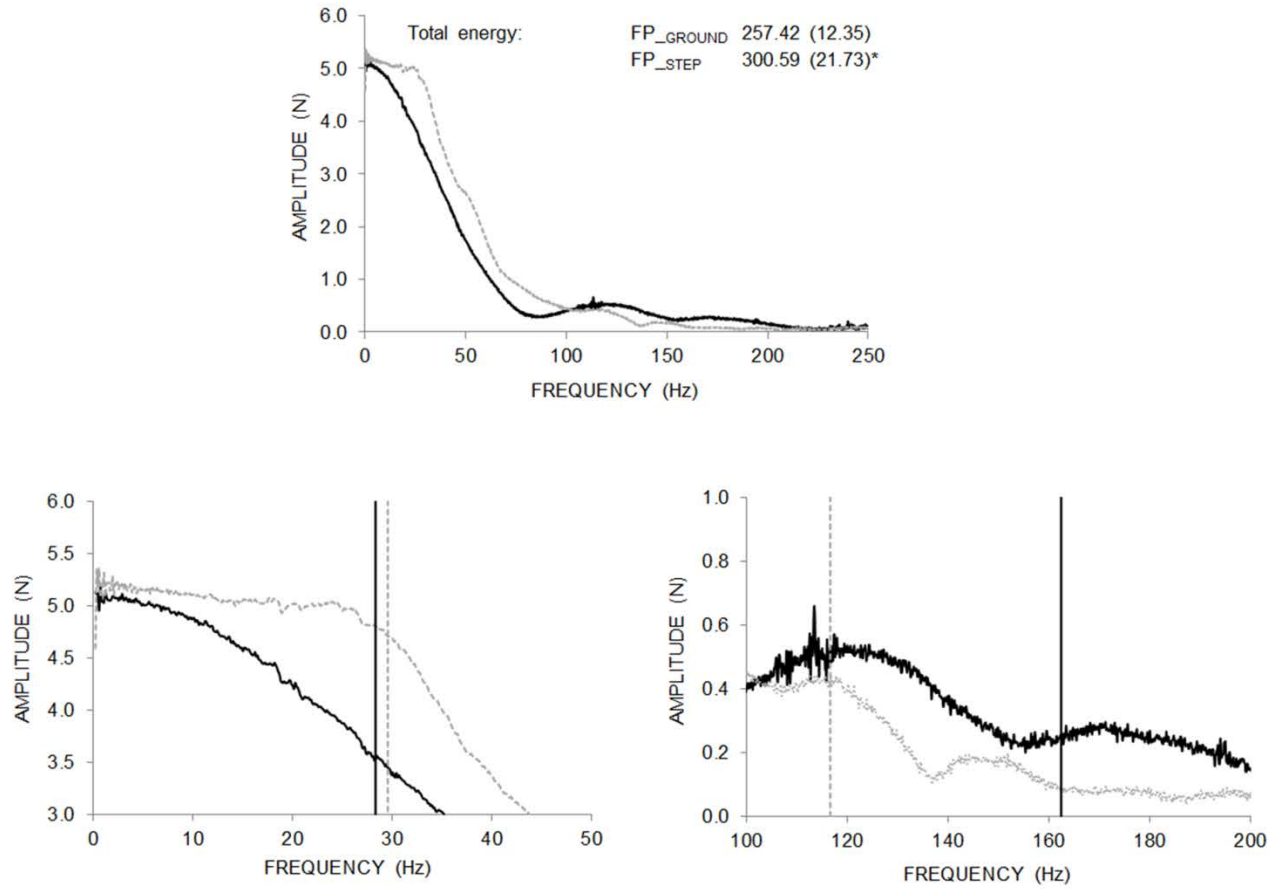 Total energy: FP_GROUND 257.42 (12.35)
FP_STEP 300.59 (21.73)*
AMPLITUDE (N)
6.0
5.0
4.0
3.0
2.0
1.0
0.0
0 50 100 150 200 250
FREQUENCY (Hz)
AMPLITUDE (N)
6.0
5.5
5.0
4.5
4.0
3.5
3.0
0 10 20 30 40 50
FREQUENCY (Hz)
AMPLITUDE (N)
1.0
0.8
0.6
0.4
0.2
0.0
100 120 140 160 180 200
FREQUENCY (Hz)